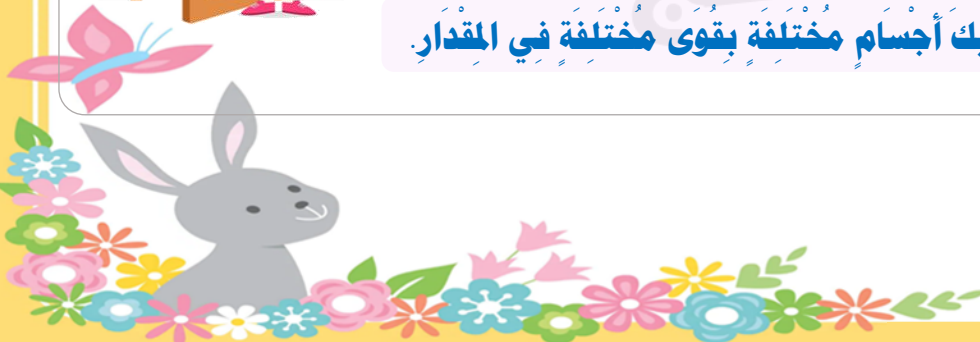 أَجْسَامٍ مُخْتَلِفَةٍ بِقُوَى مُخْتَلِفَةٍ فِي المِقْدَارِ.